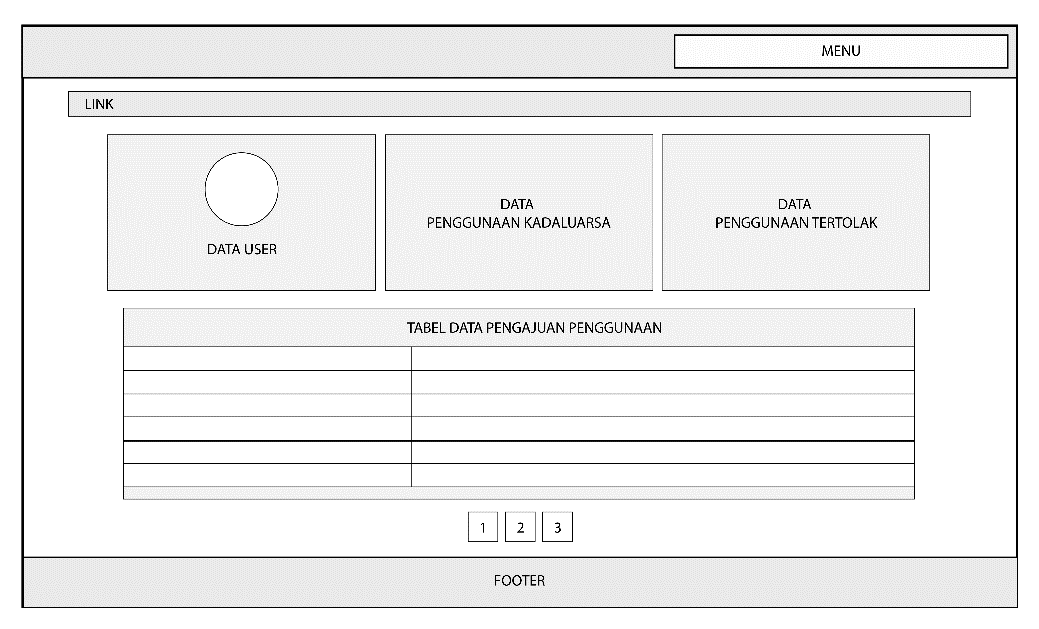 MENU
LINK
DATA USER
DATA
PENGGUNAAN KADALUARSA
DATA
PENGGUNAAN TERTOLAK
TABEL DATA PENGAJUAN PENGGUNAAN
1 2 3
FOOTER